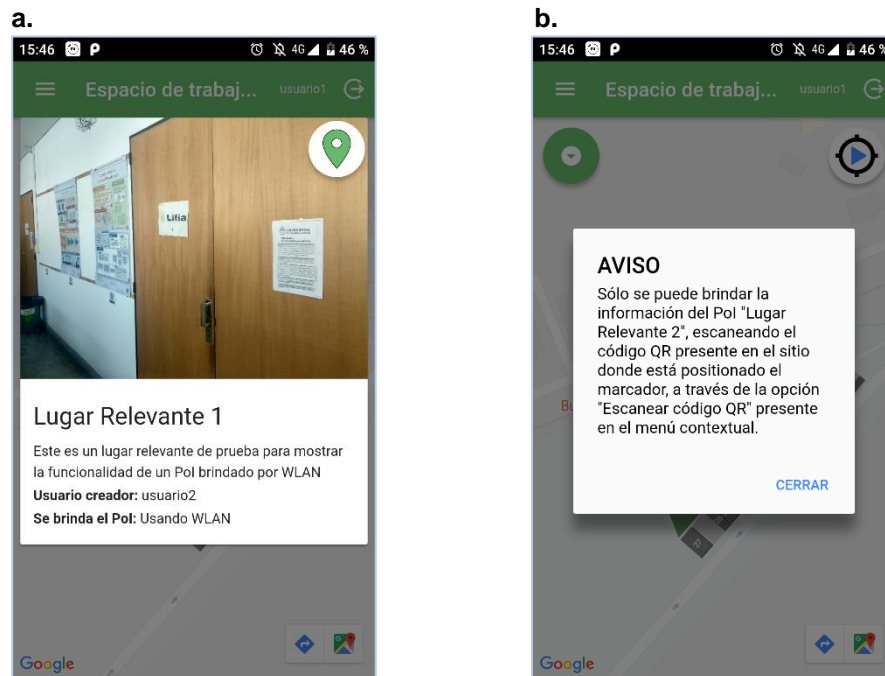 a.
15:46 4G 46 %
Espacio de trabaj... usuario1
Lifia
Lugar Relevante 1
Este es un lugar relevante de prueba para mostrar
la funcionalidad de un PoI brindado por WLAN
Usuario creador: usuario2
Se brinda el PoI: Usando WLAN
Google
b.
15:46 4G 46 %
Espacio de trabaj... usuario1
AVISO
Sólo se puede brindar la
información del PoI "Lugar
Relevante 2", escaneando el
código QR presente en el sitio
donde está posicionado el
marcador, a través de la opción
"Escanear código QR" presente
en el menú contextual.
Bu
CERRAR
27
Google